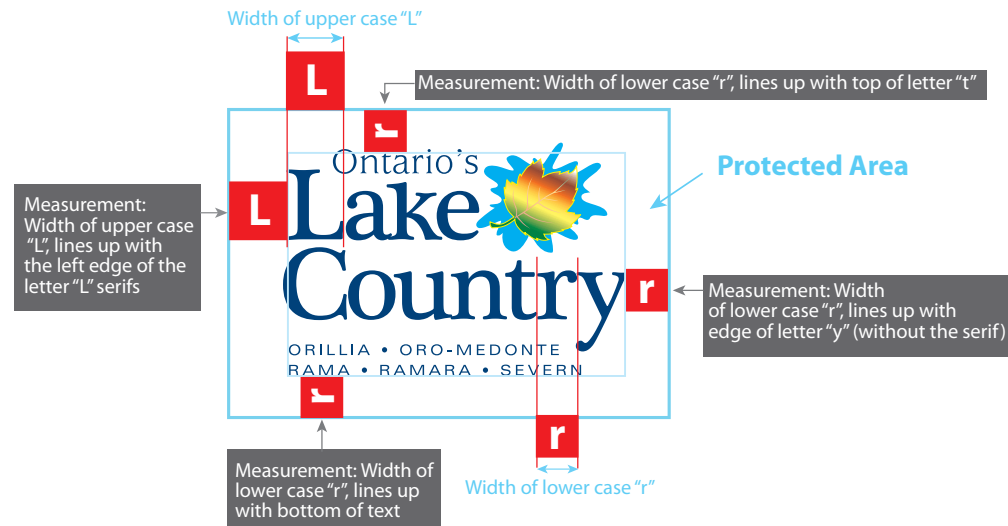 Width of upper case “L”
L
Measurement: Width of lower case “r”, lines up with top of letter “t”
r
Ontario’s
Lake
Country
ORILLIA • ORO-MEDONTE
RAMA • RAMARA • SEVERN
Protected Area
L
Measurement:
Width of upper case
“L”, lines up with
the left edge of the
letter “L” serifs
r
Measurement: Width
of lower case “r”, lines up with
edge of letter “y” (without the serif)
r
Measurement: Width of
lower case “r”, lines up
with bottom of text
r
Width of lower case “r”